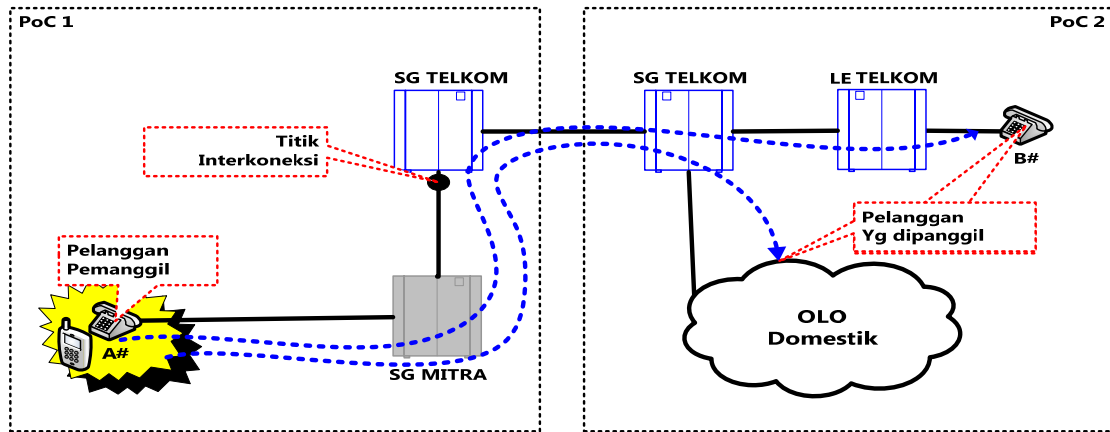 PoC 1
PoC 2
SG TELKOM
SG TELKOM
LE TELKOM
Titik
Interkoneksi
B#
Pelanggan
Yg dipanggil
Pelanggan
Pemanggil
A#
OLO
Domestik
SG MITRA